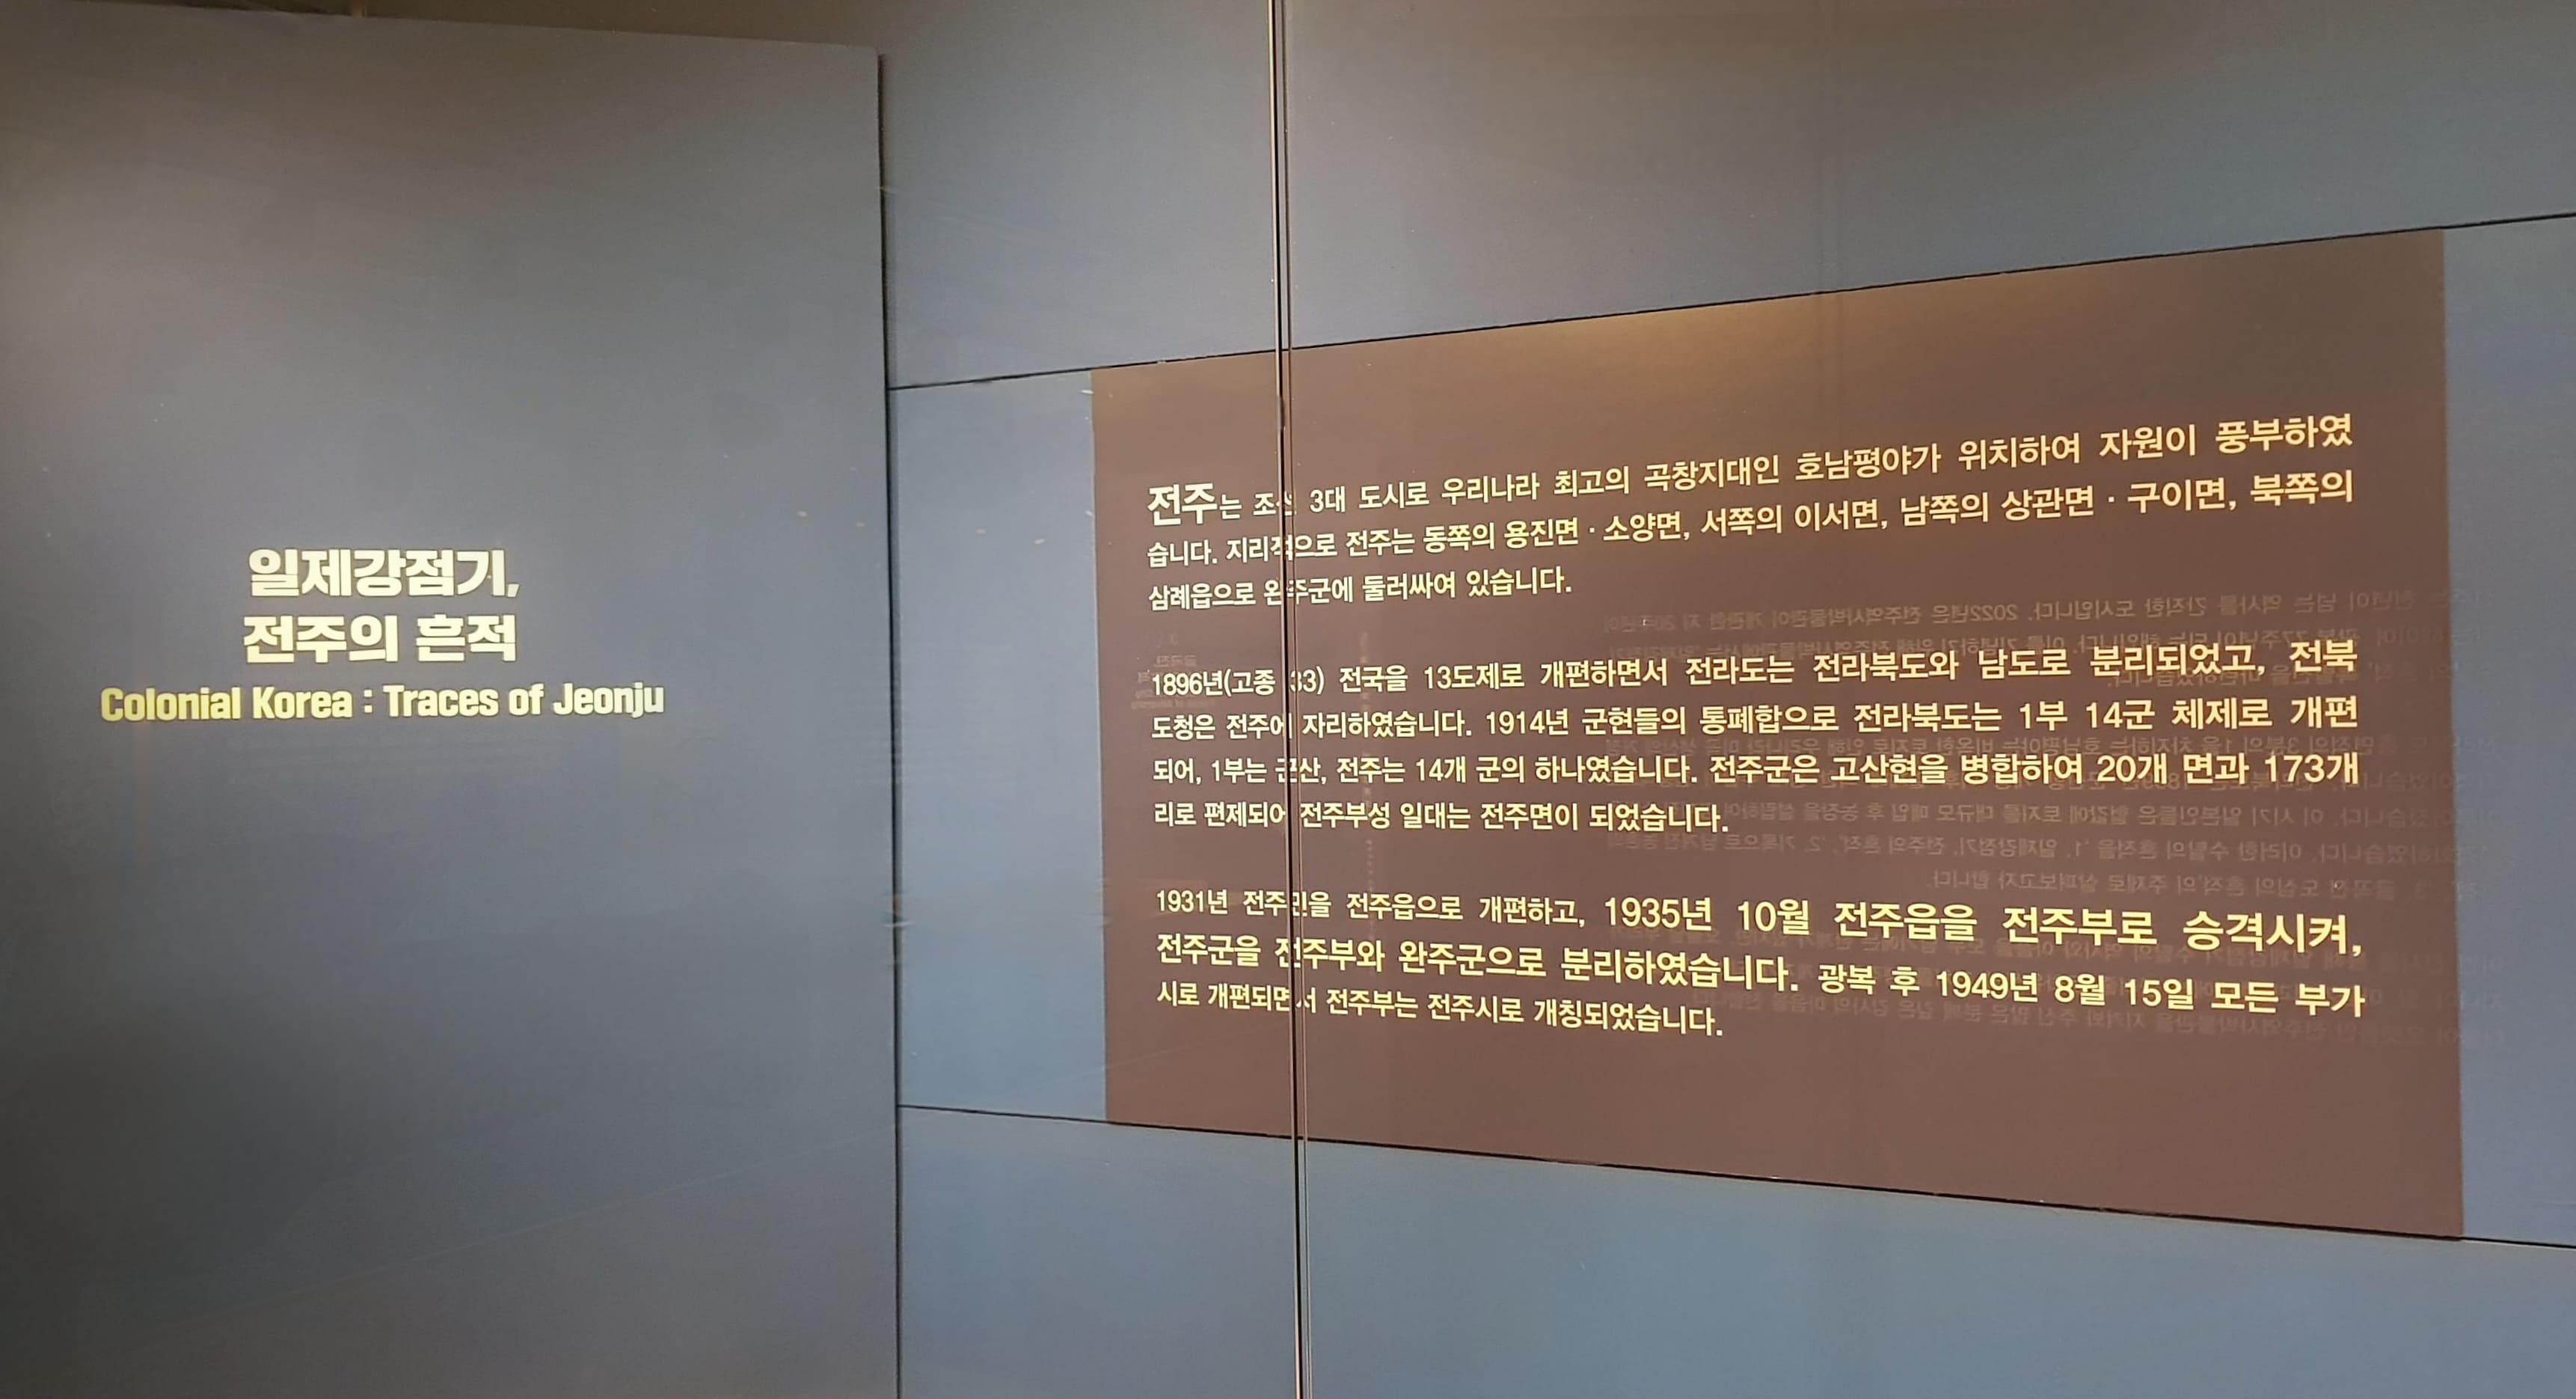 일제강점기,
전주의 흔적
Colonial Korea : Traces of Jeonju
전주는 조선 3대 도시로 우리나라 최고의 곡창지대인 호남평야가 위치하여 자원이 풍부하였
습니다. 지리적으로 전주는 동쪽의 용진면 · 소양면, 서쪽의 이서면, 남쪽의 상관면 · 구이면, 북쪽의
삼례읍으로 완주군에 둘러싸여 있습니다.
1896년(고종 33) 전국을 13도제로 개편하면서 전라도는 전라북도와 남도로 분리되었고, 전북
도청은 전주에 자리하였습니다. 1914년 군현들의 통폐합으로 전라북도는 1부 14군 체제로 개편
되어, 1부는 군산, 전주는 14개 군의 하나였습니다. 전주군은 고산현을 병합하여 20개 면과 173개
리로 편제되어 전주부성 일대는 전주면이 되었습니다.
1931년 전주면을 전주읍으로 개편하고, 1935년 10월 전주읍을 전주부로 승격시켜,
전주군을 전주부와 완주군으로 분리하였습니다. 광복 후 1949년 8월 15일 모든 부가
시로 개편되면서 전주부는 전주시로 개칭되었습니다.